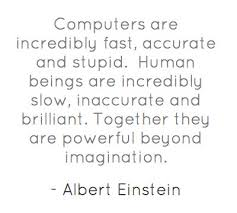 Computers are
incredibly fast, accurate
and stupid.  Human
beings are incredibly
slow, inaccurate and
brilliant. Together they
are powerful beyond
imagination.
- Albert Einstein